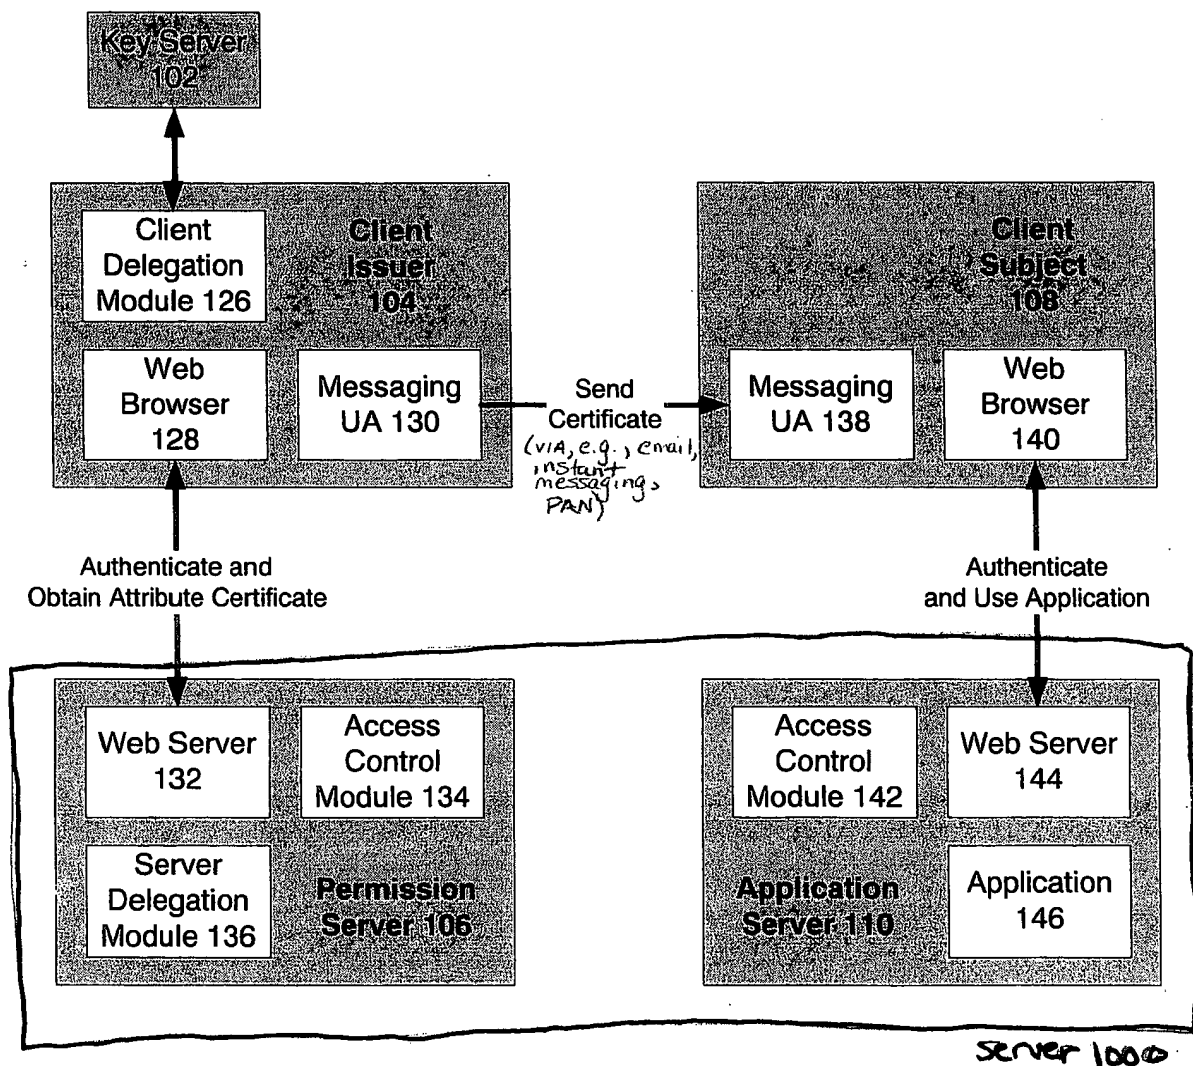 Key Server
102
Client
Delegation
Module 126
Client
Issuer
104
Web
Browser
128
Messaging
UA 130
Send
Certificate
(VIA, e.g., email,
instant
messaging,
PAN)
Client
Subject
108
Messaging
UA 138
Web
Browser
140
Authenticate and
Obtain Attribute Certificate
Authenticate
and Use Application
Web Server
132
Access
Control
Module 134
Server
Delegation
Module 136
Permission
Server 106
Access
Control
Module 142
Web Server
144
Application
Server 110
Application
146
server 1000